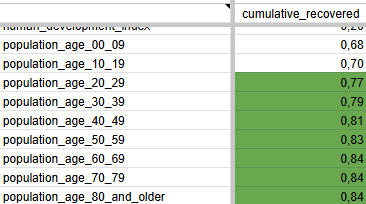 cumulative_recovered
human_development_index 0,26
population_age_00_09 0,68
population_age_10_19 0,70
population_age_20_29 0,77
population_age_30_39 0,79
population_age_40_49 0,81
population_age_50_59 0,83
population_age_60_69 0,84
population_age_70_79 0,84
population_age_80_and_older 0,84